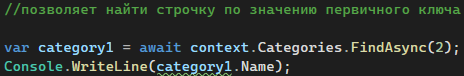 //позволяет найти строчку по значению первичного ключа
var category1 = await context.Categories.FindAsync(2);
Console.WriteLine(category1.Name);